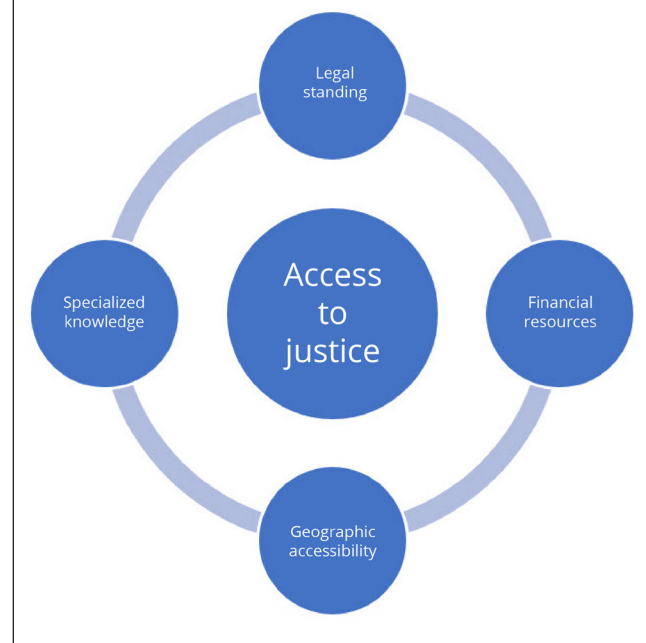 Legal
standing
Specialized
knowledge
Access
to
justice
Financial
resources
Geographic
accessibility